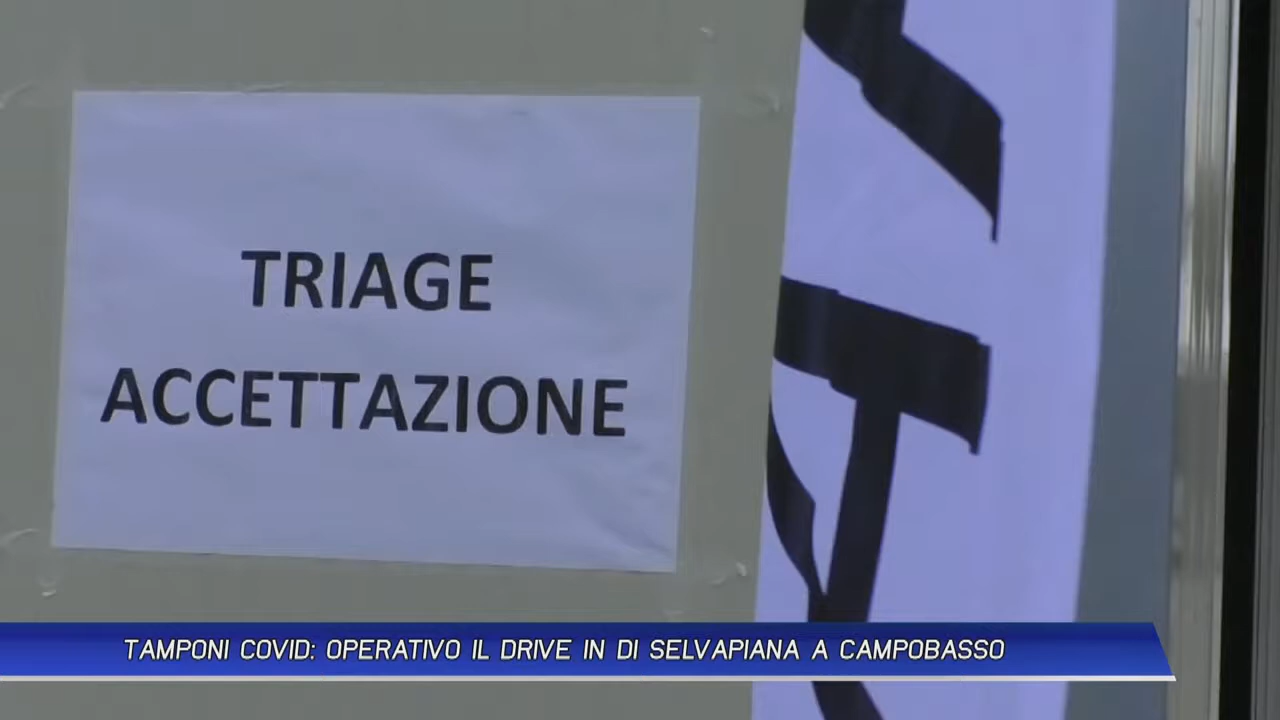 TRIAGE
ACCETTAZIONE
TAMPONI COVID: OPERATIVO IL DRIVE IN DI SELVAPIANA A CAMPOBASSO